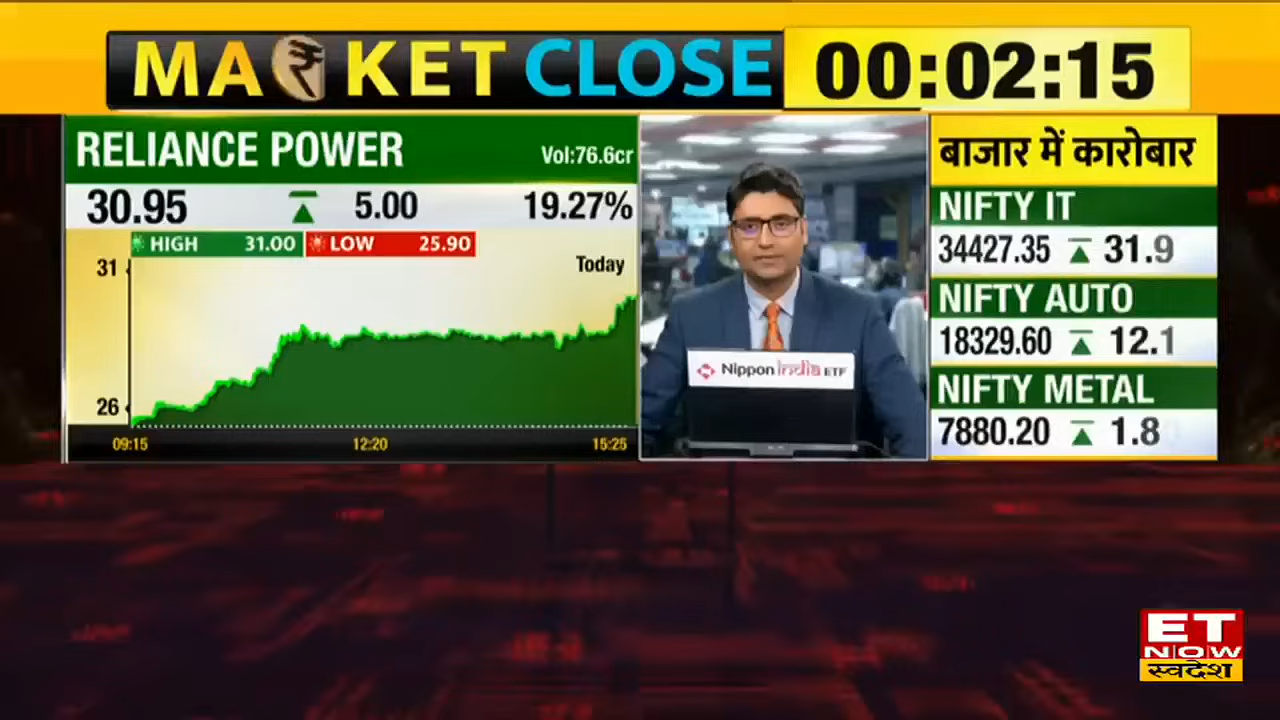 MARKET CLOSE 00:02:15
RELIANCE POWER Vol:76.6cr
30.95 5.00 19.27%
HIGH 31.00 LOW 25.90
Today
31
26
09:15 12:20 15:25
Nippon india ETF
बाजार में कारोबार
NIFTY IT
34427.35 31.9
NIFTY AUTO
18329.60 12.1
NIFTY METAL
7880.20 1.8
ET
NOW
स्वदेश